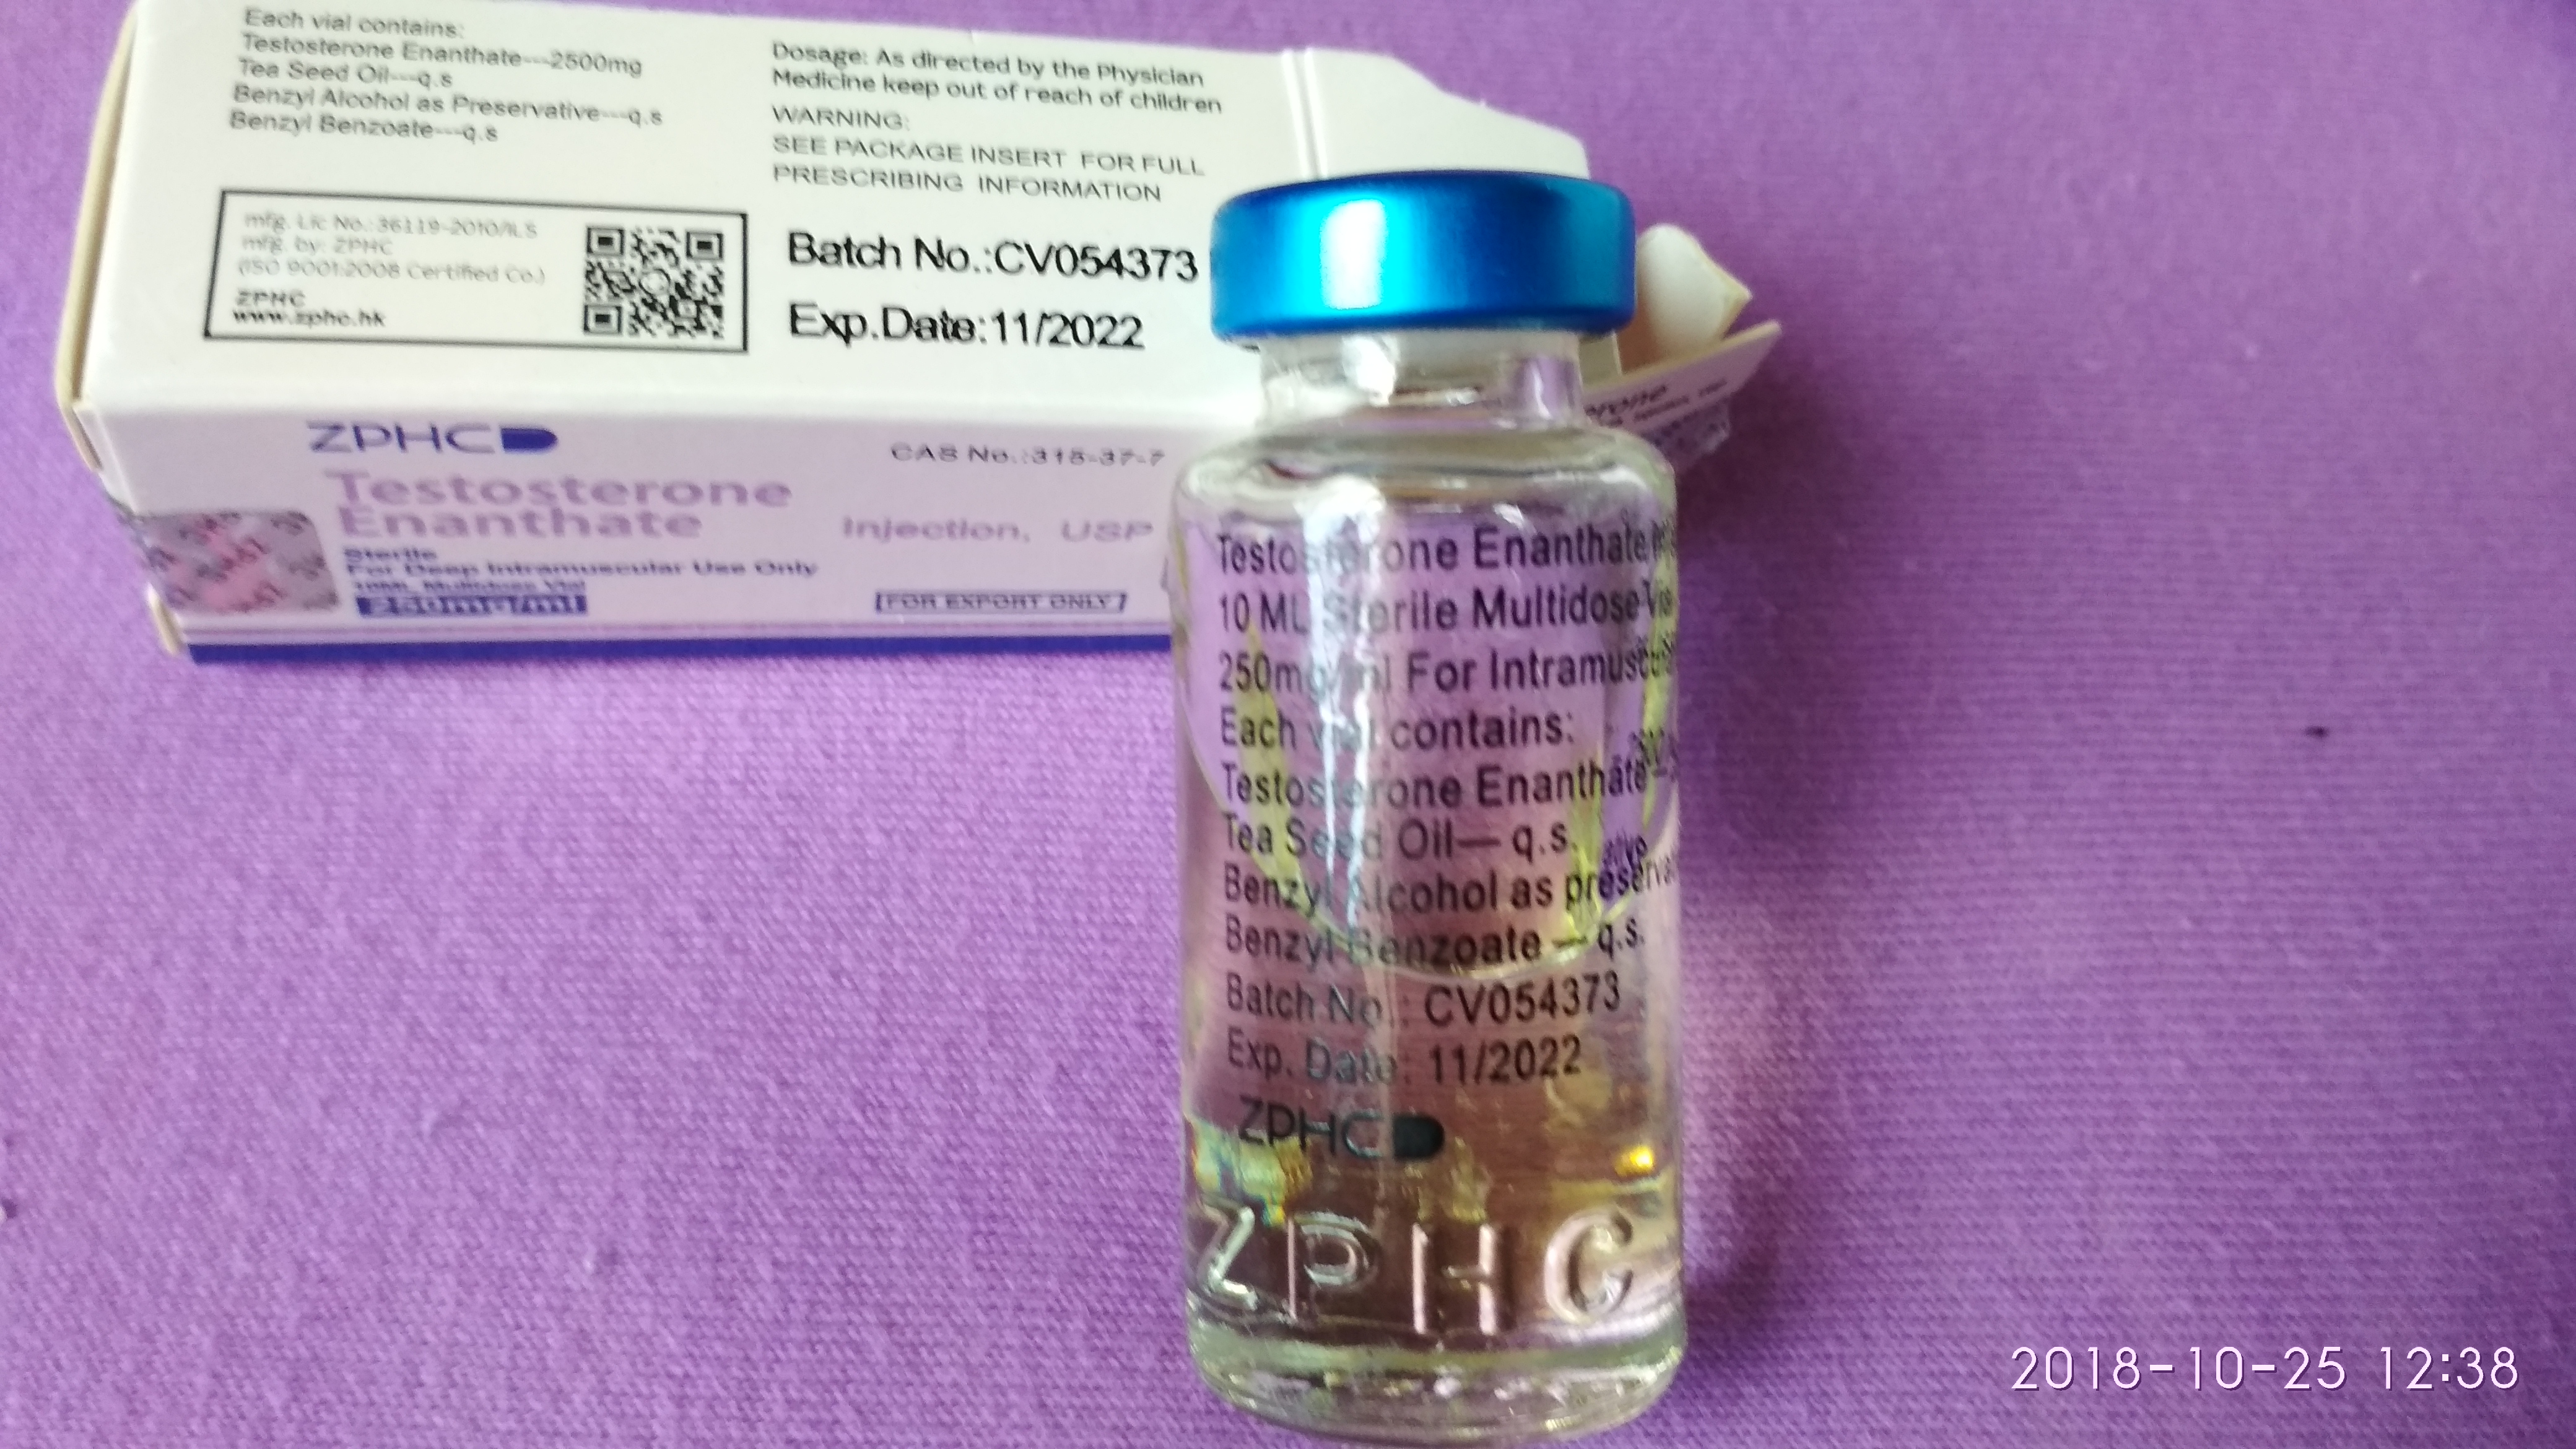 Each vial contains:
Testosterone Enanthate---2500mg
Tea Seed Oil---q.s
Benzyl Alcohol as Preservative---q.s
Benzyl Benzoate---q.s
Dosage: As directed by the Physician
Medicine keep out of reach of children
WARNING:
SEE PACKAGE INSERT FOR FULL
PRESCRIBING INFORMATION
mfg. Lic No.:36119-2010/ILS
mfg. by: ZPHC
(ISO 9001:2008 Certified Co.)
ZPHC
www.zphc.hk
Batch No.:CV054373
Exp.Date:11/2022
ZPHC
CAS No.:315-37-7
Testosterone
Enanthate
Injection, USP
Sterile
For Deep Intramuscular Use Only
10ML Multidose Vial
250mg/ml
[FOR EXPORT ONLY]
Testosterone Enanthate
10 ML Sterile Multidose
250mg/ml For
Each vial contains:
Testosterone Enanthate
Tea Seed Oil— q.s.
Benzyl Alcohol as preservative
Benzyl Benzoate — q.s.
Batch No.: CV054373
Exp. Date: 11/2022
ZPHC
ZPHC
2018-10-25 12:38